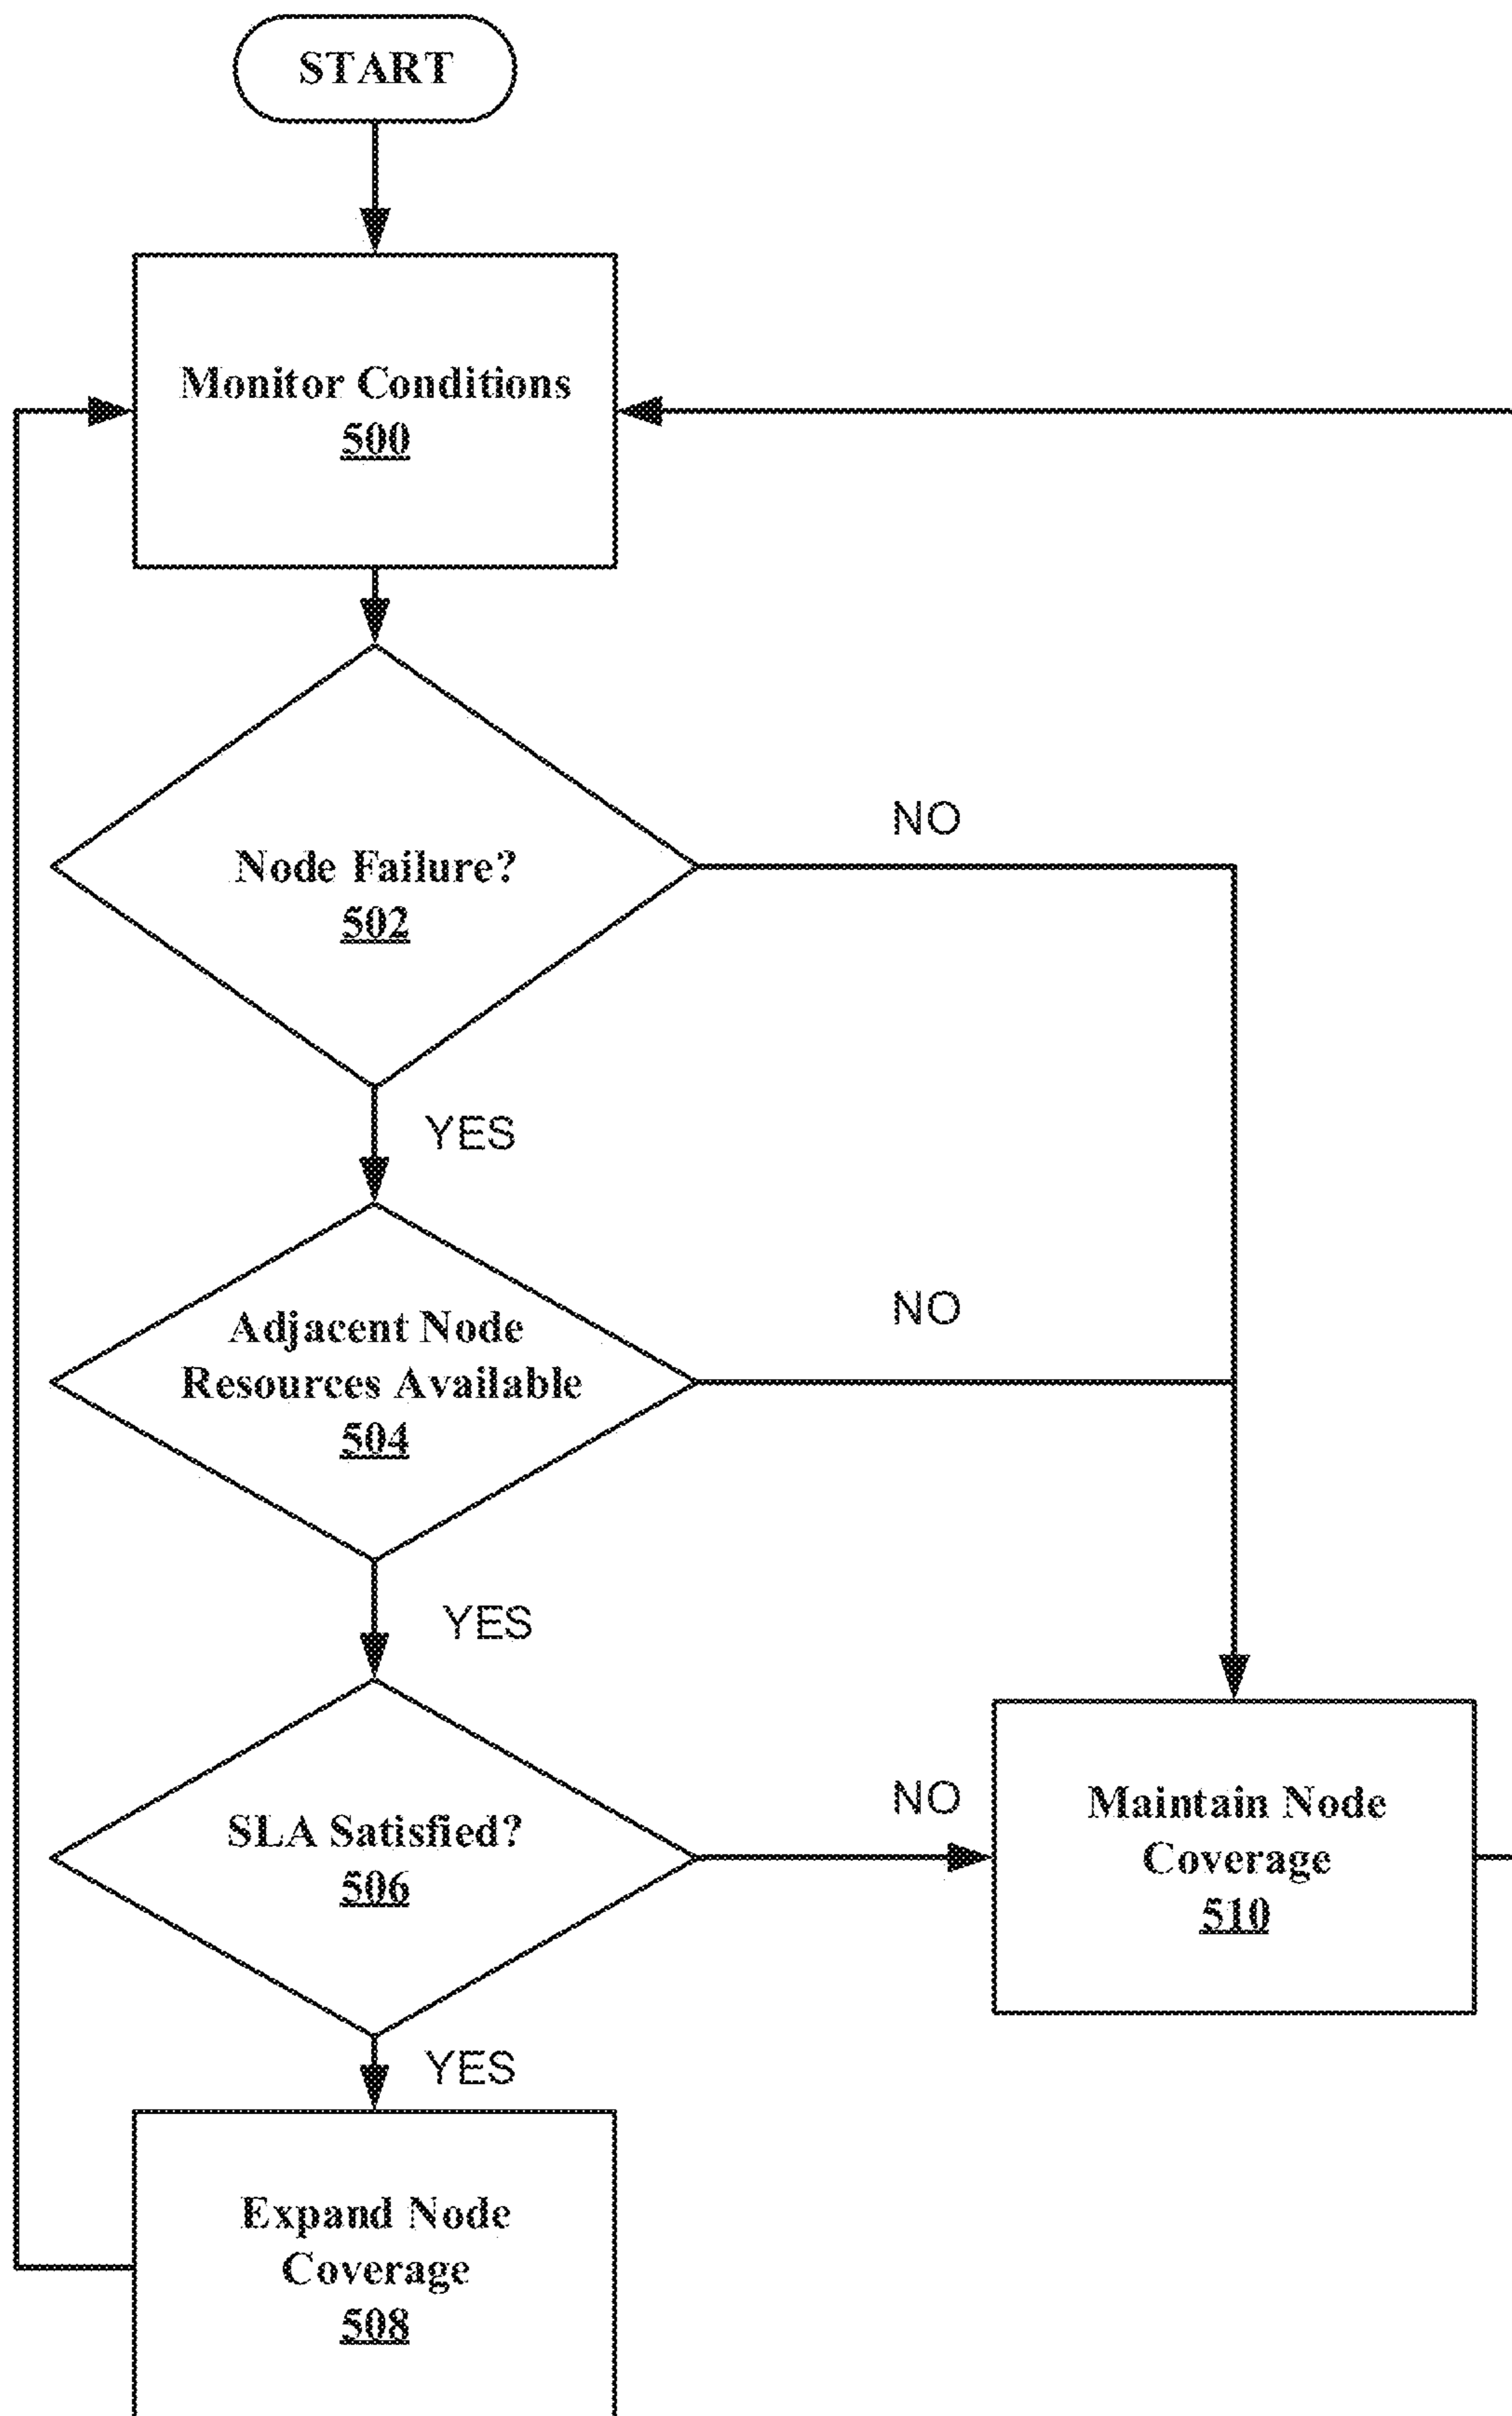 START
Monitor Conditions
500
NO
Node Failure?
502
YES
NO
Adjacent Node
Resources Available
504
YES
NO
SLA Satisfied?
506
Maintain Node
Coverage
510
YES
Expand Node
Coverage
508